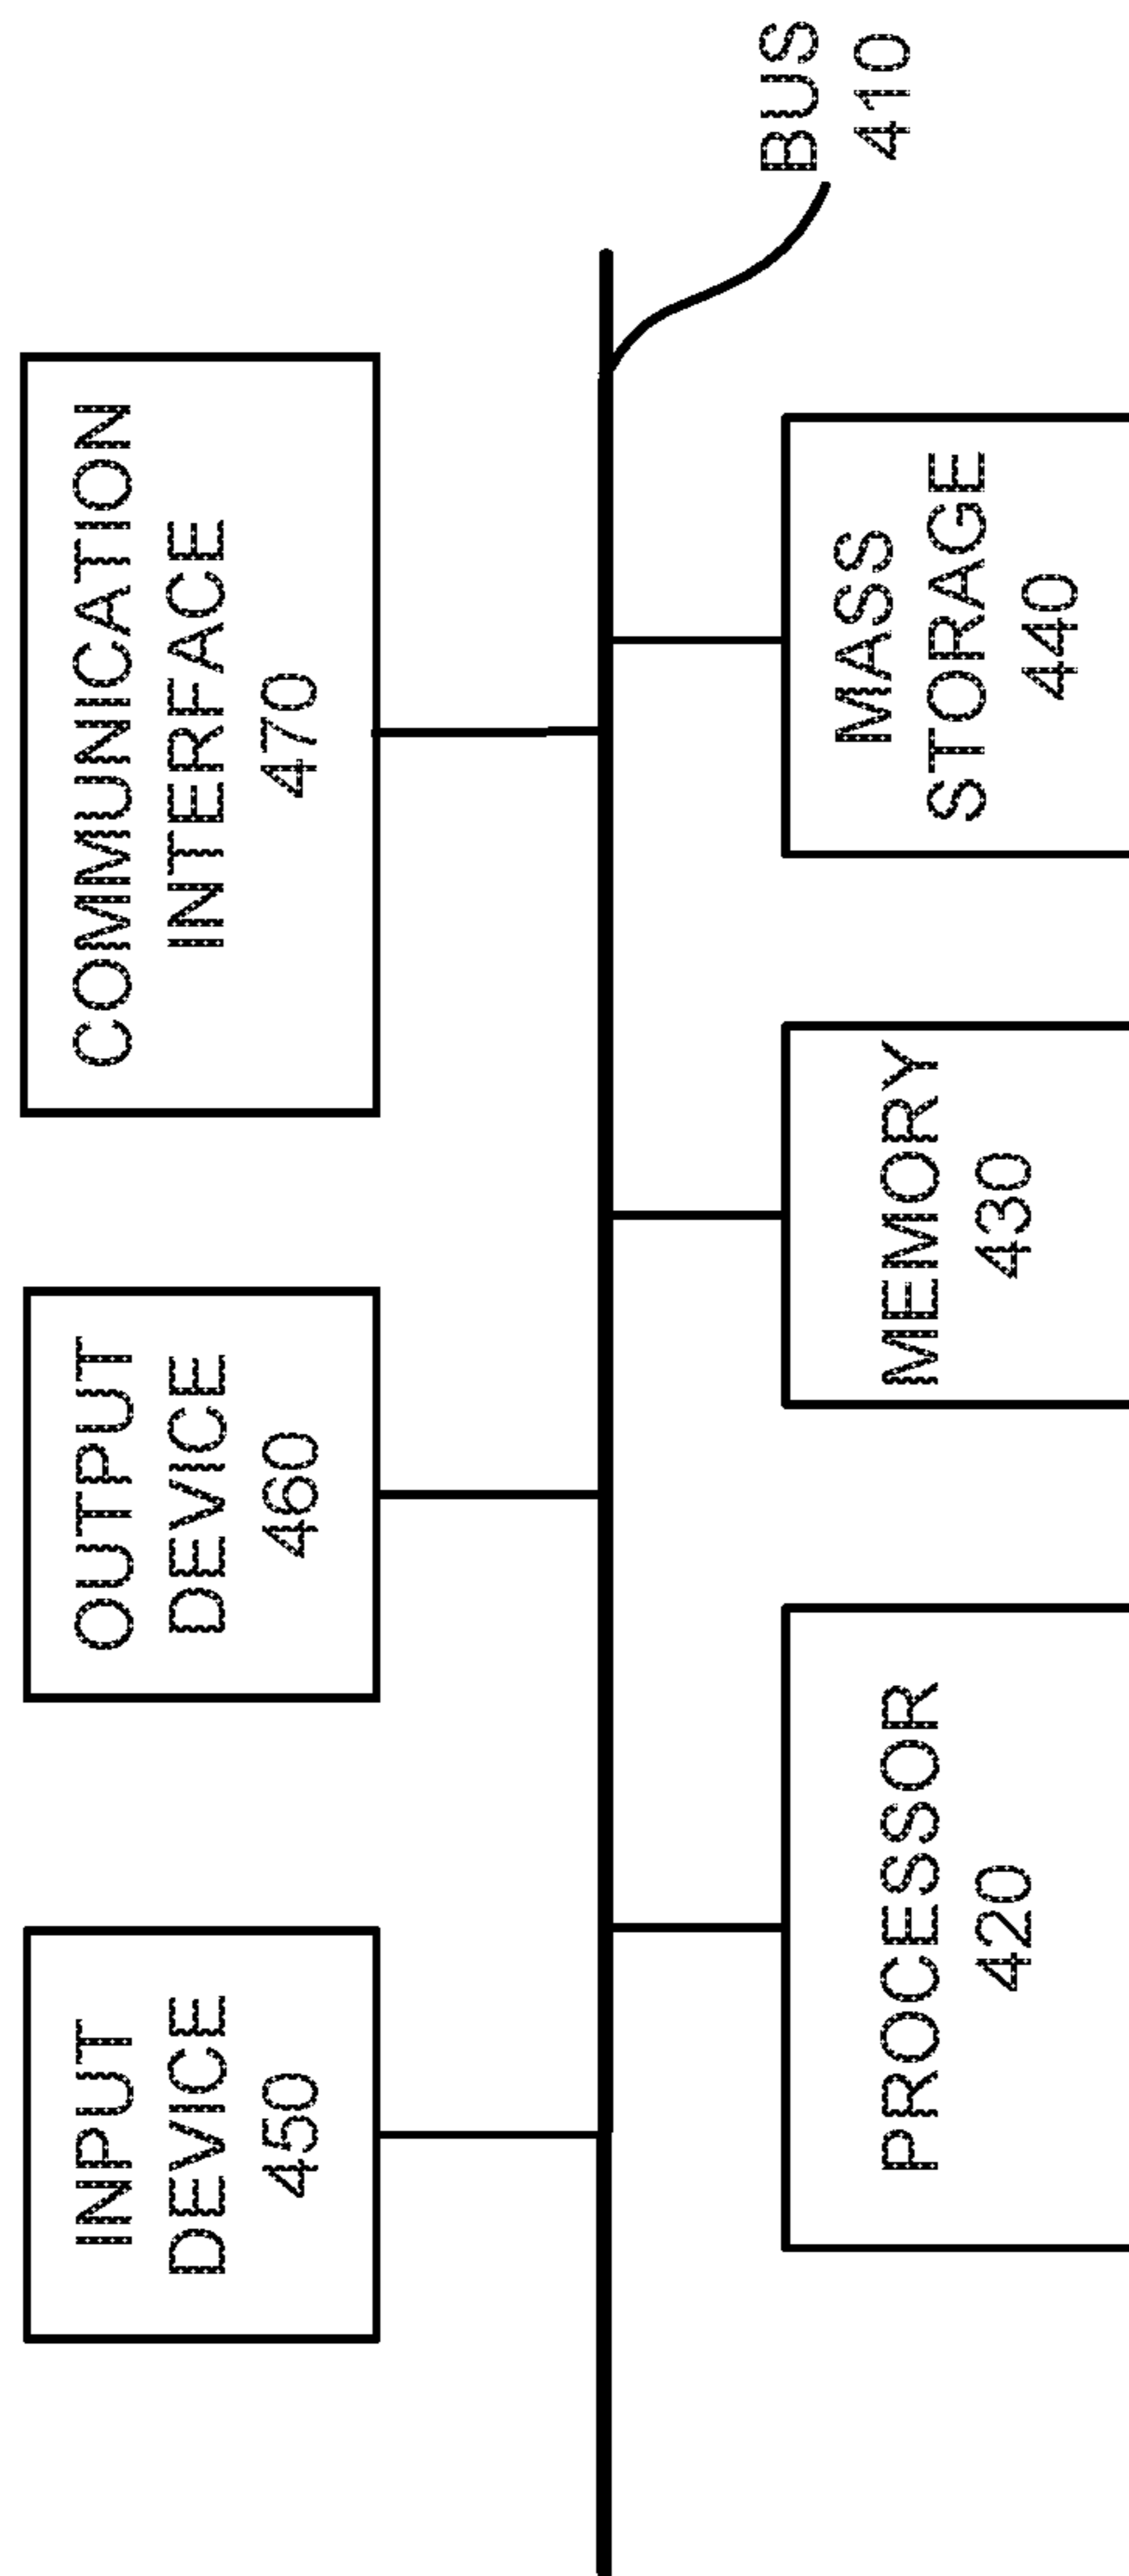 INPUT
DEVICE
450
OUTPUT
DEVICE
460
COMMUNICATION
INTERFACE
470
BUS
410
PROCESSOR
420
MEMORY
430
MASS
STORAGE
440